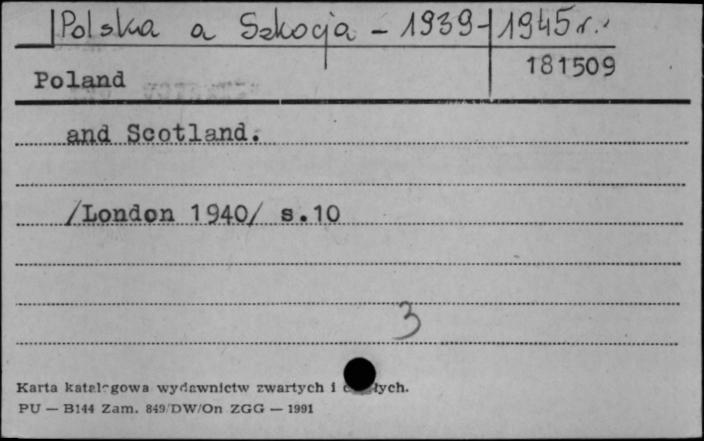 Polska a Szkocja - 1939-1945 r.
181509
Poland
and Scotland.
/London 1940/ s.10
3
Karta katalogowa wydawnictw zwartych i
PU — B144 Zam. 849/DW/On ZGG — 1991